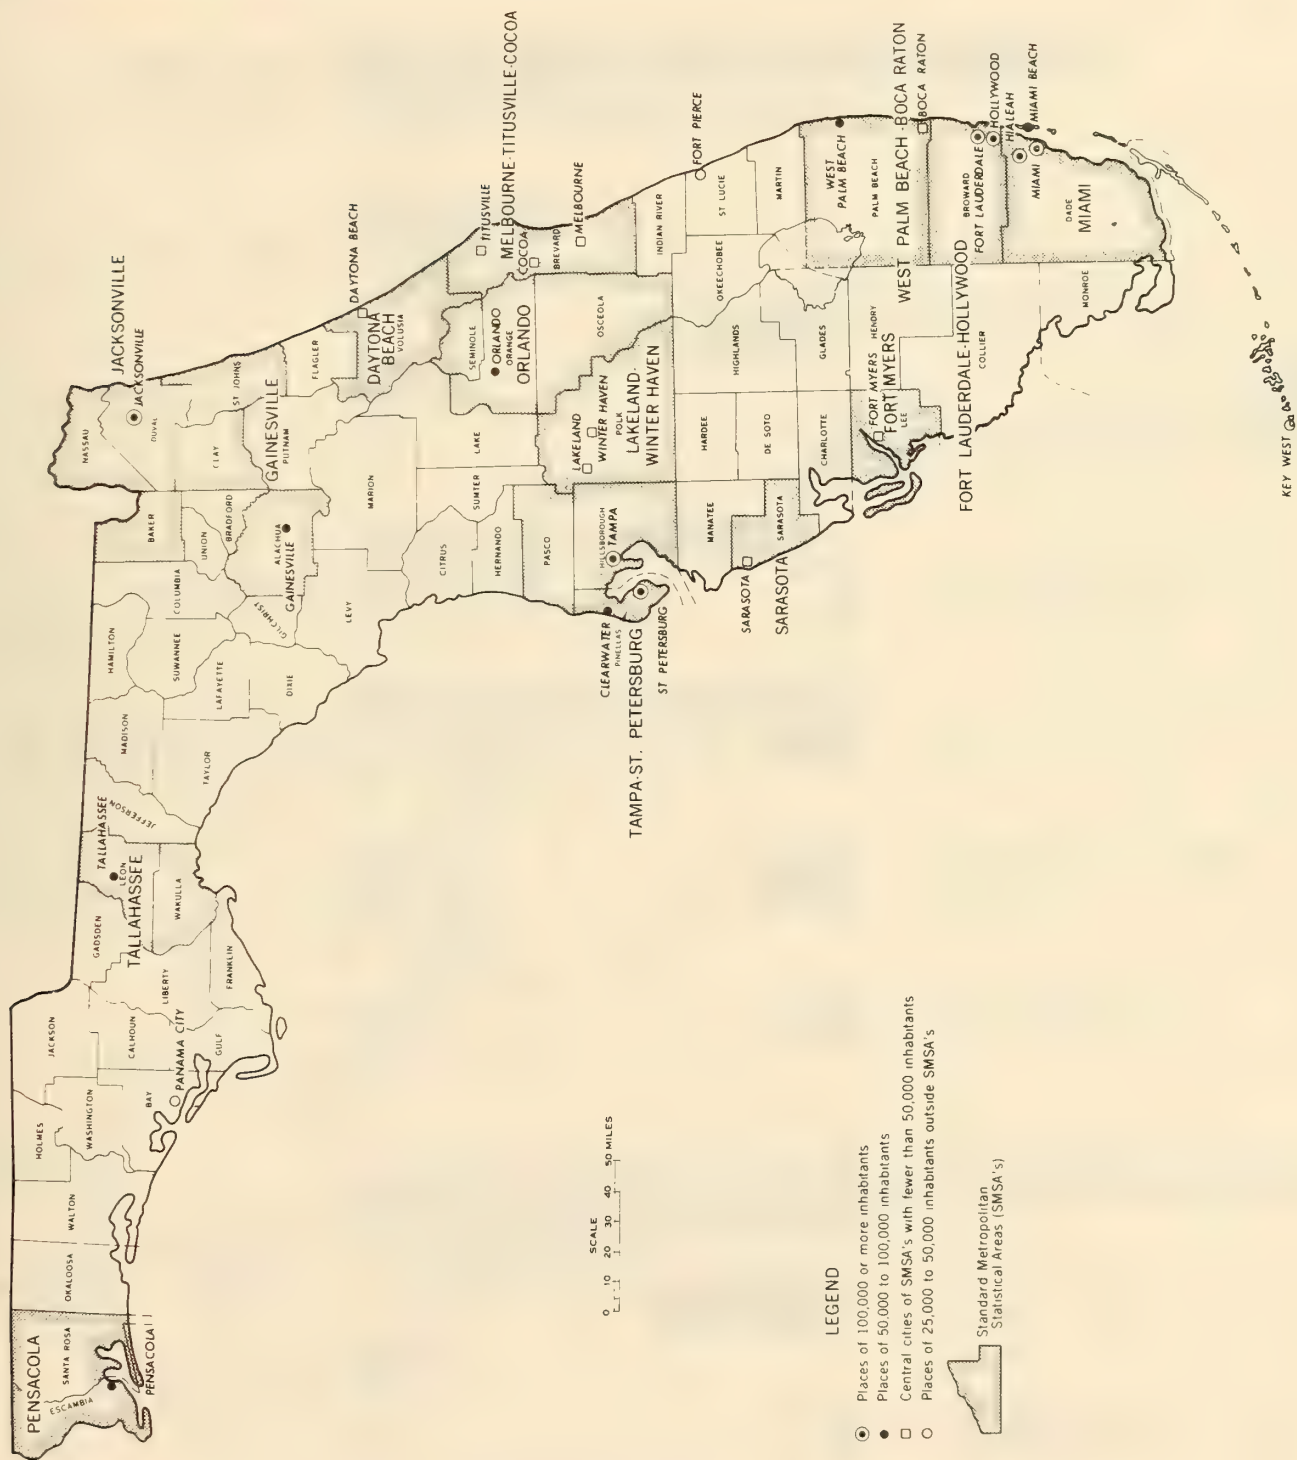 PENSACOLA
SANTA ROSA
ESCAMBIA
PENSACOLA
OKALOOSA
WALTON
HOLMES
WASHINGTON
BAY
PANAMA CITY
JACKSON
CALHOUN
GULF
LIBERTY
FRANKLIN
GADSDEN
TALLAHASSEE
LEON
TALLAHASSEE
WAKULLA
JEFFERSON
MADISON
TAYLOR
HAMILTON
SUWANNEE
LAFAYETTE
DIXIE
COLUMBIA
GILCHRIST
LEVY
BAKER
UNION
BRADFORD
ALACHUA
GAINESVILLE
NASSAU
JACKSONVILLE
JACKSONVILLE
DUVAL
CLAY
ST JOHNS
GAINESVILLE
PUTNAM
FLAGLER
MARION
DAYTONA BEACH
DAYTONA
BEACH
VOLUSIA
CITRUS
SUMTER
LAKE
HERNANDO
PASCO
SEMINOLE
ORLANDO
ORANGE
ORLANDO
TITUSVILLE
MELBOURNE-TITUSVILLE-COCOA
COCOA
BREVARD
MELBOURNE
OSCEOLA
LAKELAND
WINTER HAVEN
POLK
LAKELAND-
WINTER HAVEN
HILLSBOROUGH
TAMPA
CLEARWATER
PINELLAS
TAMPA-ST. PETERSBURG
ST PETERSBURG
INDIAN RIVER
FORT PIERCE
ST LUCIE
OKEECHOBEE
HIGHLANDS
HARDEE
MANATEE
DE SOTO
SARASOTA
SARASOTA
SARASOTA
MARTIN
GLADES
CHARLOTTE
WEST
PALM BEACH
PALM BEACH
WEST PALM BEACH-BOCA RATON
BOCA RATON
HENDRY
FORT MYERS
FORT MYERS
LEE
BROWARD
FORT LAUDERDALE
HOLLYWOOD
HIALEAH
MIAMI BEACH
FORT LAUDERDALE-HOLLYWOOD
COLLIER
MIAMI
DADE
MIAMI
MONROE
KEY WEST
SCALE
0 10 20 30 40 50 MILES
LEGEND
Places of 100,000 or more inhabitants
Places of 50,000 to 100,000 inhabitants
Central cities of SMSA's with fewer than 50,000 inhabitants
Places of 25,000 to 50,000 inhabitants outside SMSA's
Standard Metropolitan
Statistical Areas (SMSA's)